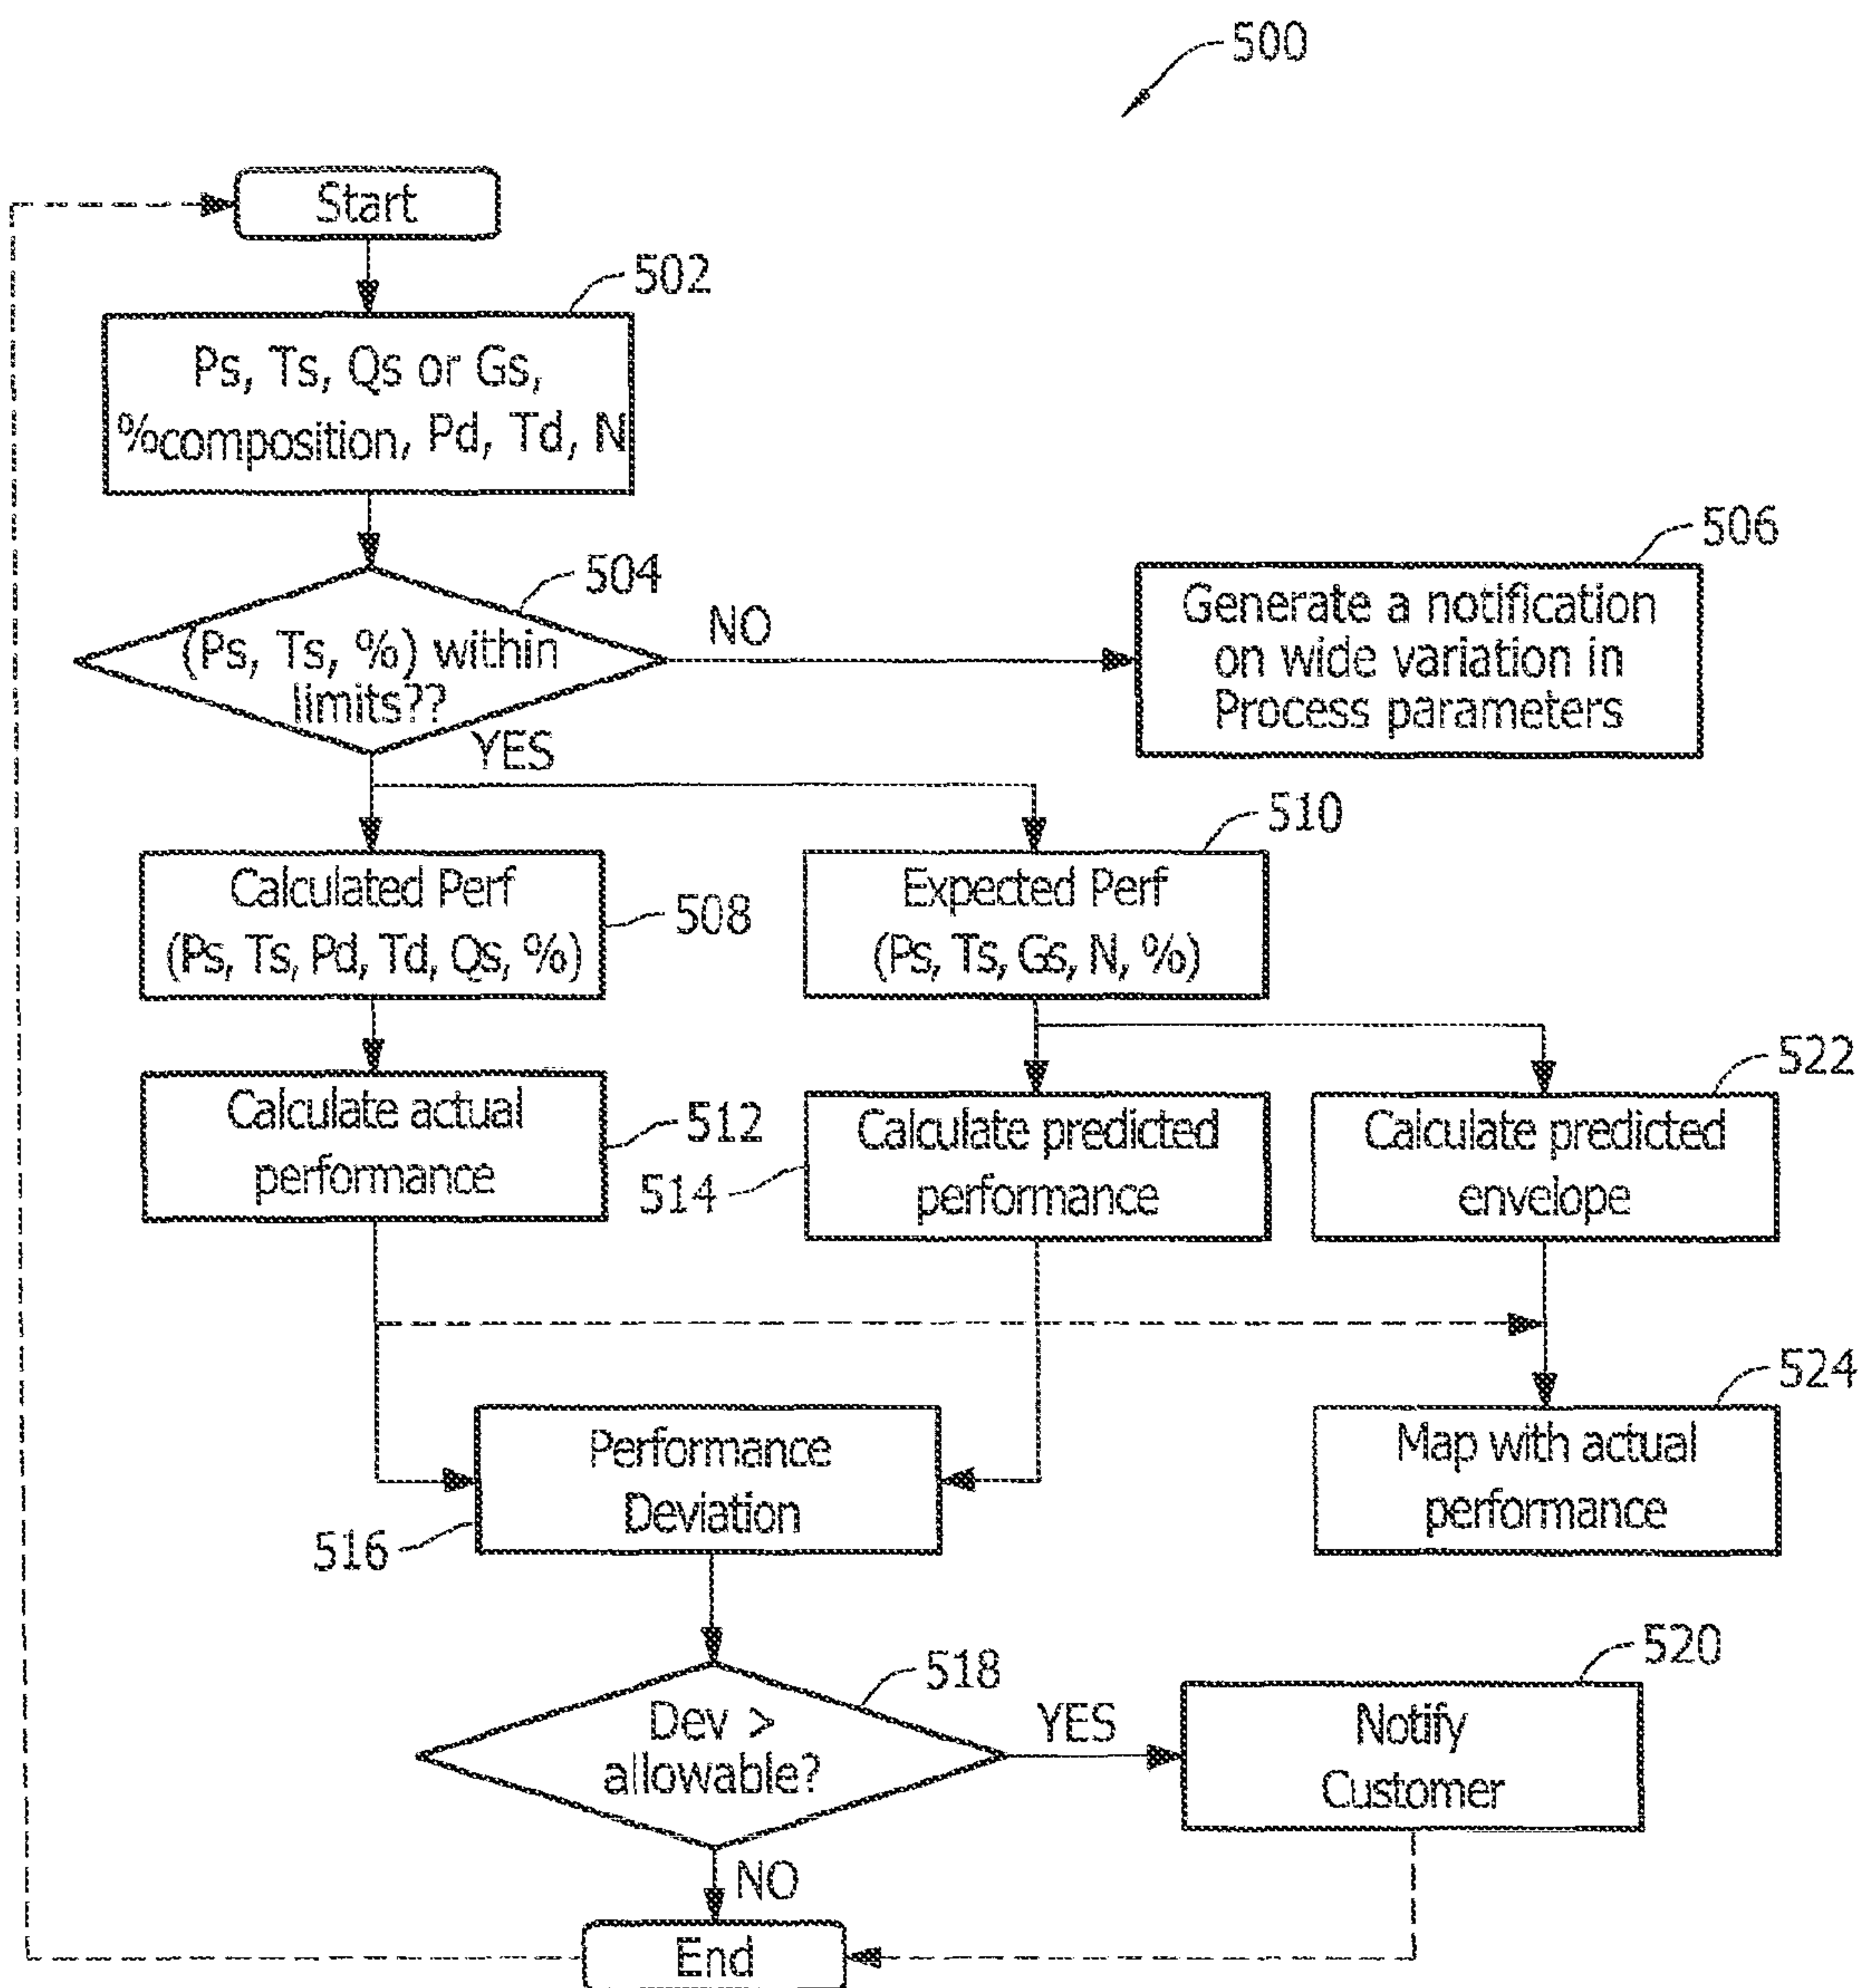 500
Start
502
Ps, Ts, Qs or Gs,
%composition, Pd, Td, N
504
(Ps, Ts, %) within
limits??
NO
506
Generate a notification
on wide variation in
Process parameters
YES
508
Calculated Perf
(Ps, Ts, Pd, Td, Qs, %)
510
Expected Perf
(Ps, Ts, Gs, N, %)
512
Calculate actual
performance
514
Calculate predicted
performance
522
Calculate predicted
envelope
516
Performance
Deviation
524
Map with actual
performance
518
Dev >
allowable?
YES
520
Notify
Customer
NO
End